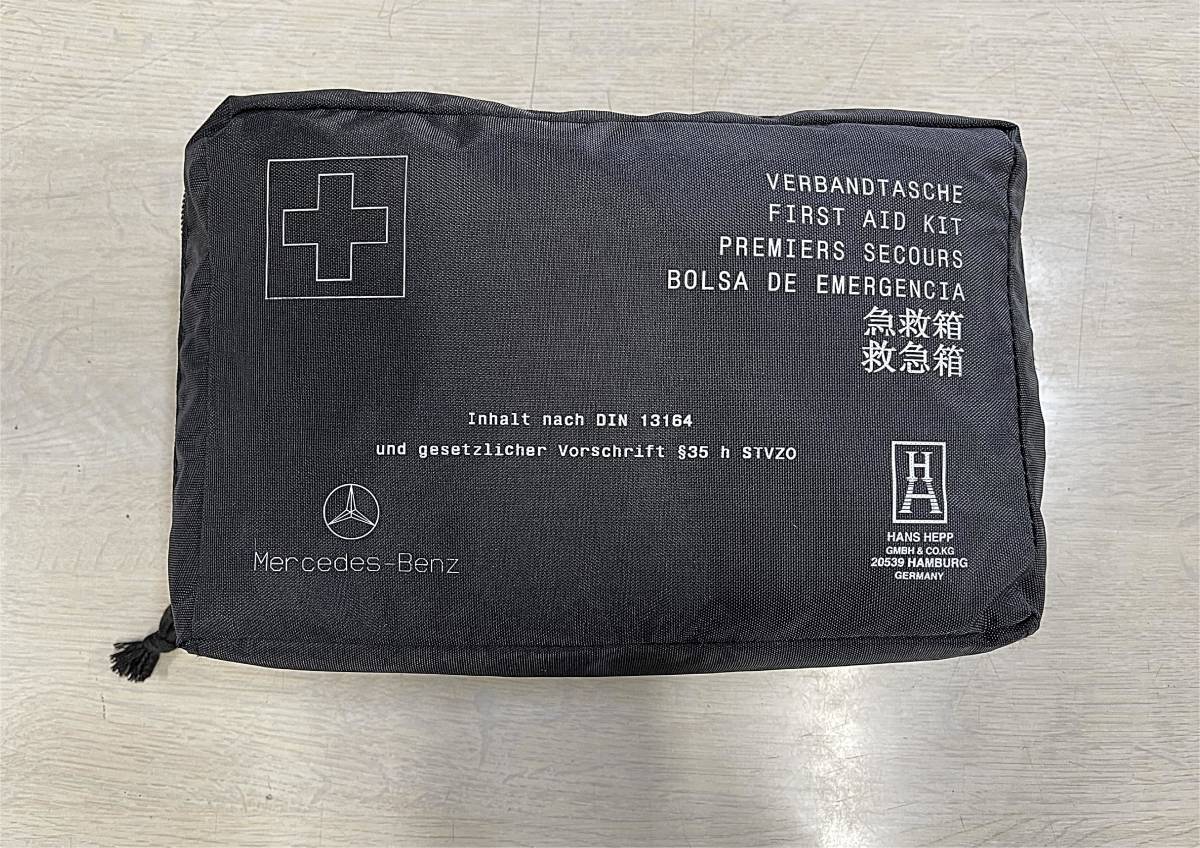 VERBANDTASCHE
FIRST AID KIT
PREMIERS SECOURS
BOLSA DE EMERGENCIA
急救箱
救急箱
Inhalt nach DIN 13164
und gesetzlicher Vorschrift §35 h STVZO
Mercedes-Benz
HA
HANS HEPP
GMBH & CO.KG
20539 HAMBURG
GERMANY